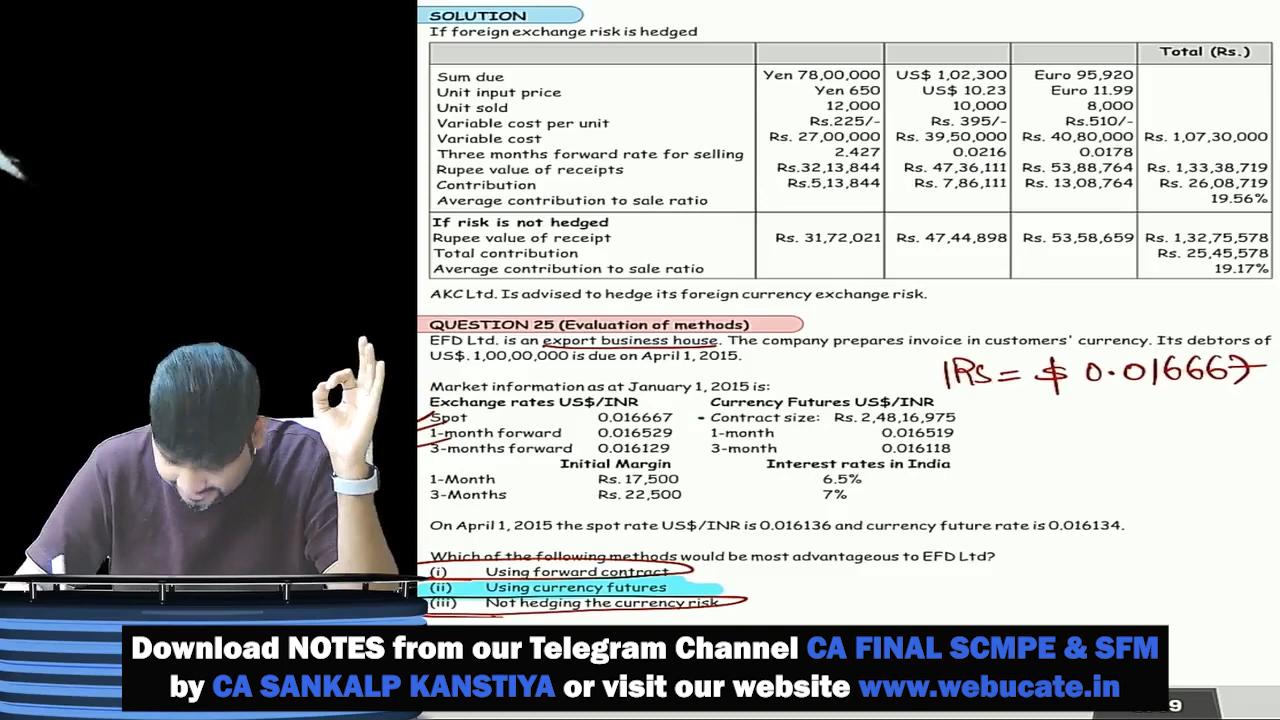 SOLUTION
If foreign exchange risk is hedged
Total (Rs.)
Sum due Yen 78,00,000 US$ 1,02,300 Euro 95,920
Unit input price Yen 650 US$ 10.23 Euro 11.99
Unit sold 12,000 10,000 8,000
Variable cost per unit Rs.225/- Rs. 395/- Rs.510/-
Variable cost Rs. 27,00,000 Rs. 39,50,000 Rs. 40,80,000 Rs. 1,07,30,000
Three months forward rate for selling 2.427 0.0216 0.0178
Rupee value of receipts Rs.32,13,844 Rs. 47,36,111 Rs. 53,88,764 Rs. 1,33,38,719
Contribution Rs.5,13,844 Rs. 7,86,111 Rs. 13,08,764 Rs. 26,08,719
Average contribution to sale ratio 19.56%
If risk is not hedged
Rupee value of receipt Rs. 31,72,021 Rs. 47,44,898 Rs. 53,58,659 Rs. 1,32,75,578
Total contribution Rs. 25,45,578
Average contribution to sale ratio 19.17%
AKC Ltd. Is advised to hedge its foreign currency exchange risk.
QUESTION 25 (Evaluation of methods)
EFD Ltd. is an export business house. The company prepares invoice in customers' currency. Its debtors of
US$. 1,00,00,000 is due on April 1, 2015.
1RS = $ 0.016667
Market information as at January 1, 2015 is:
Exchange rates US$/INR Currency Futures US$/INR
Spot 0.016667 Contract size: Rs. 2,48,16,975
1-month forward 0.016529 1-month 0.016519
3-months forward 0.016129 3-month 0.016118
Initial Margin Interest rates in India
1-Month Rs. 17,500 6.5%
3-Months Rs. 22,500 7%
On April 1, 2015 the spot rate US$/INR is 0.016136 and currency future rate is 0.016134.
Which of the following methods would be most advantageous to EFD Ltd?
(i) Using forward contract
(ii) Using currency futures
(iii) Not hedging the currency risk
Download NOTES from our Telegram Channel CA FINAL SCMPE & SFM
by CA SANKALP KANSTIYA or visit our website www.webucate.in